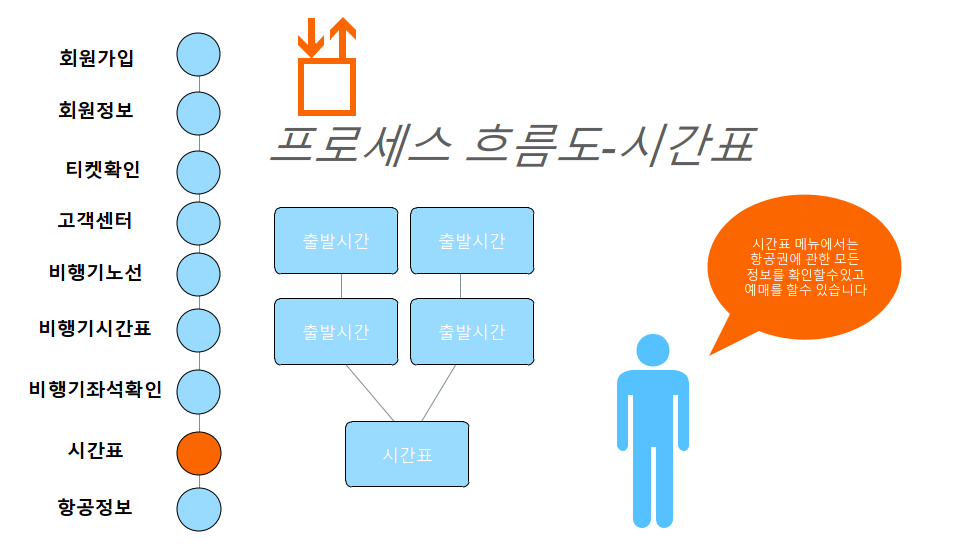 회원가입
회원정보
티켓확인
고객센터
비행기노선
비행기시간표
비행기좌석확인
시간표
항공정보
프로세스 흐름도-시간표
출발시간
출발시간
출발시간
출발시간
시간표
시간표 메뉴에서는
항공권에 관한 모든
정보를 확인할수있고
예매를 할수 있습니다